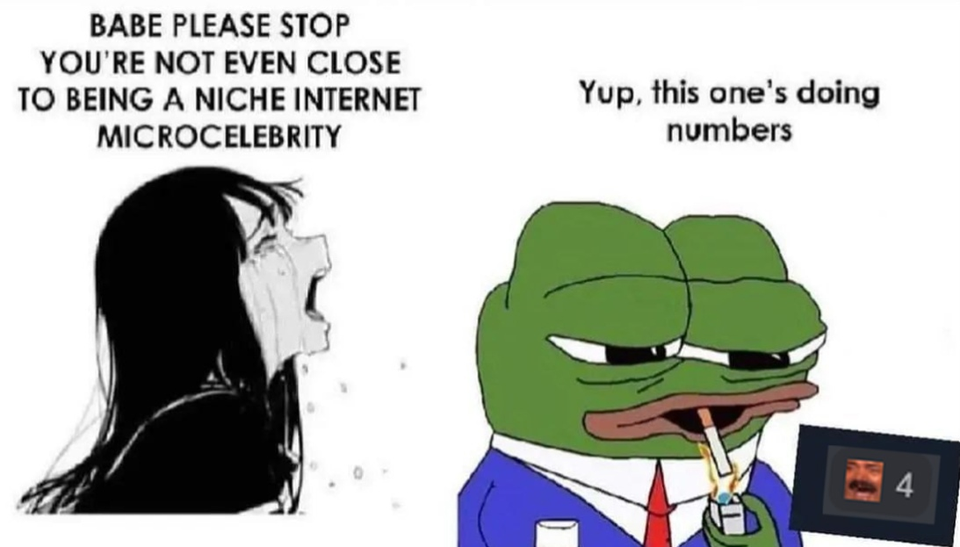 BABE PLEASE STOP
YOU'RE NOT EVEN CLOSE
TO BEING A NICHE INTERNET
MICROCELEBRITY
Yup, this one's doing
numbers
4